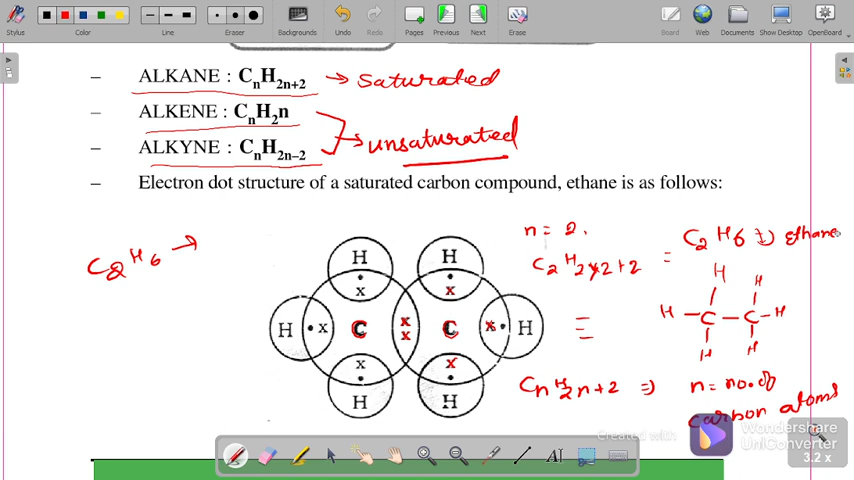 Stylus
Color
Line
Eraser
Backgrounds
Undo
Redo
Pages
Previous
Next
Erase
Board
Web
Documents
Show Desktop
OpenBoard
– ALKANE : CnH2n+2 → saturated
– ALKENE : CnH2n
→ unsaturated
– ALKYNE : CnH2n–2
– Electron dot structure of a saturated carbon compound, ethane is as follows:
C2H6 →
H H
x x
H x C x x C x H
x x
H H
n = 2.
C2H2×2+2 = C2H6 ethane
H H
H – C – C – H
H H
≡
CnH2n+2 ⇒ n = no. of
carbon atoms
Created with
Wondershare
UniConverter
3.2 x